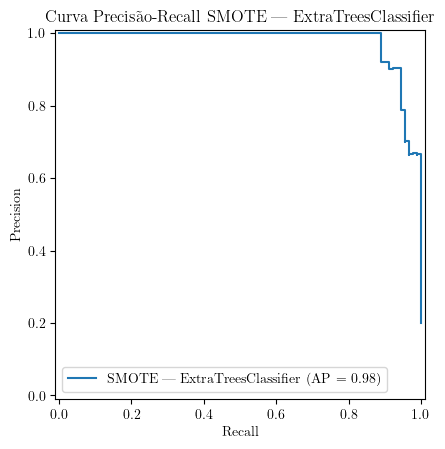 Curva Precisão-Recall SMOTE — ExtraTreesClassifier
1.0
0.8
0.6
0.4
0.2
0.0
Precision
SMOTE — ExtraTreesClassifier (AP = 0.98)
0.0 0.2 0.4 0.6 0.8 1.0
Recall